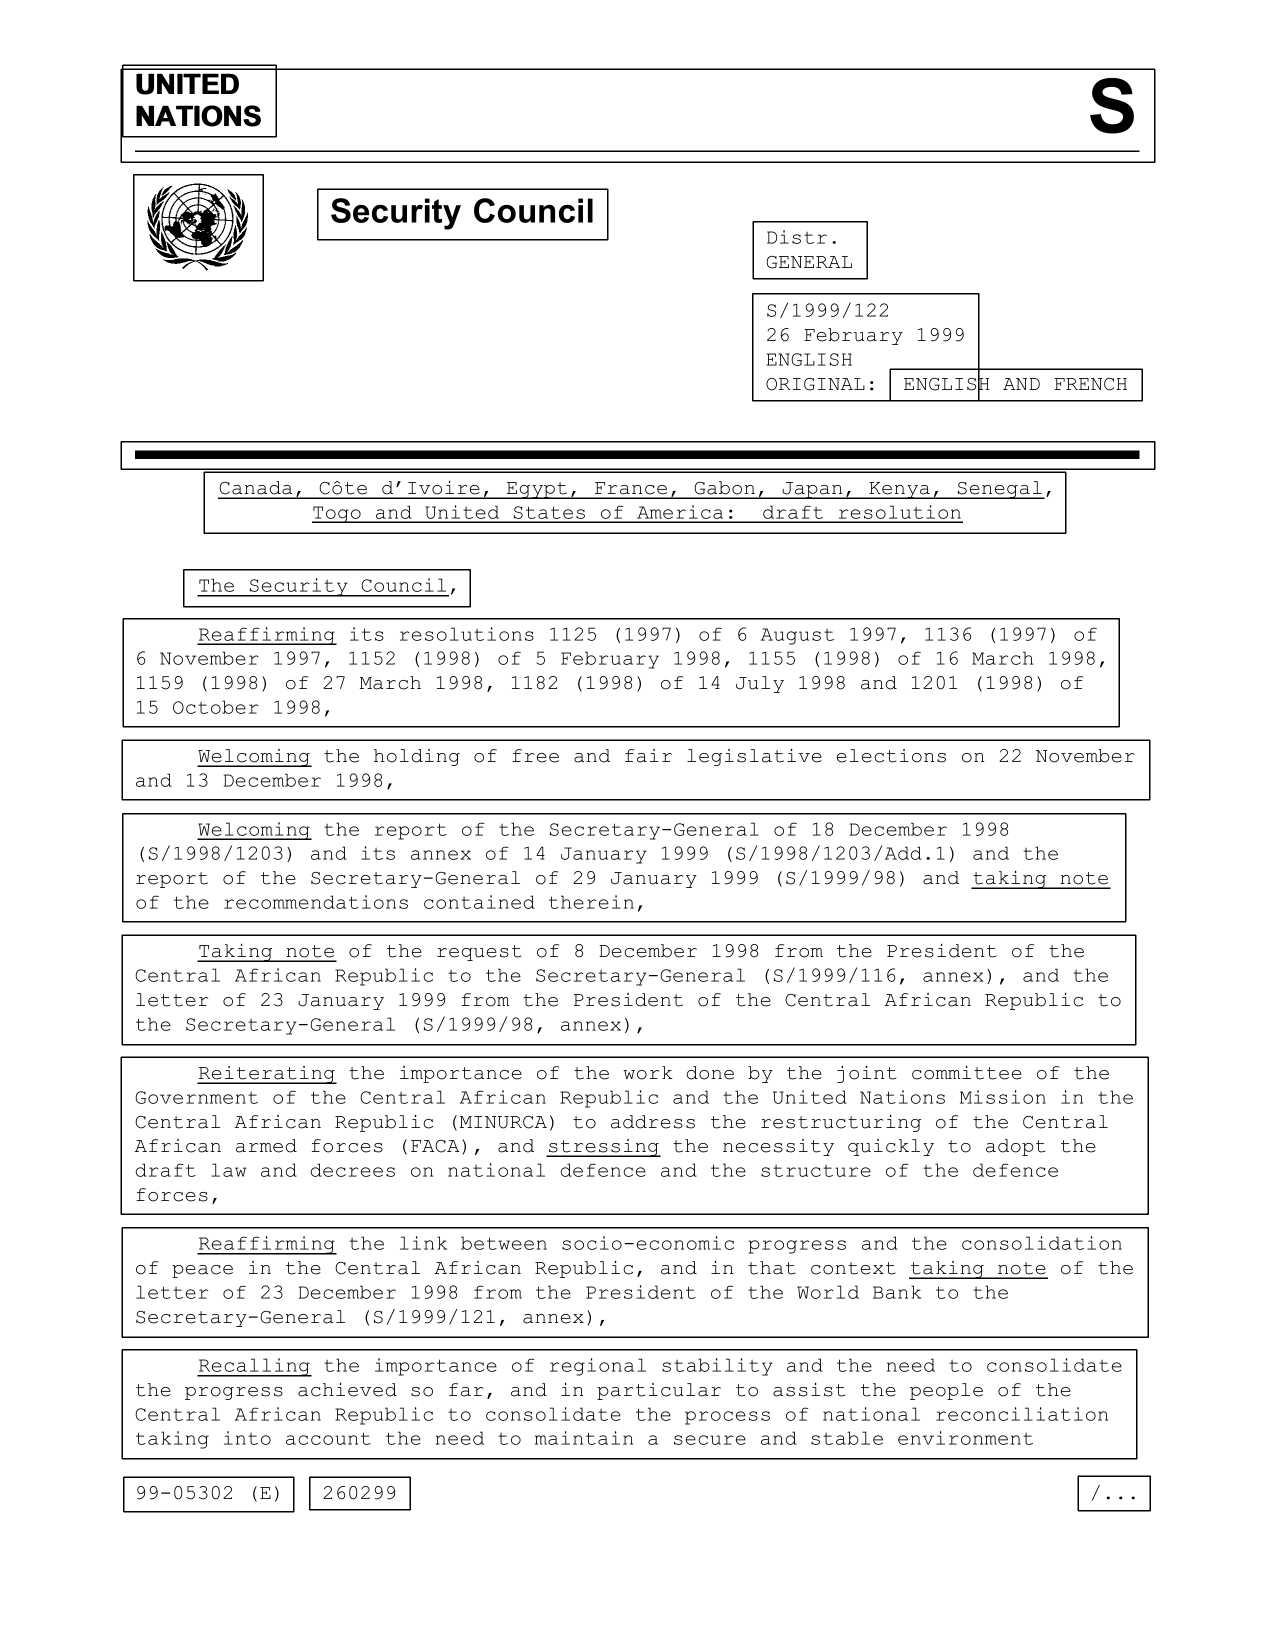 UNITED
NATIONS
S
Security Council
Distr.
GENERAL
S/1999/122
26 February 1999
ENGLISH
ORIGINAL: ENGLISH AND FRENCH
Canada, Côte d'Ivoire, Egypt, France, Gabon, Japan, Kenya, Senegal,
Togo and United States of America: draft resolution
The Security Council,
Reaffirming its resolutions 1125 (1997) of 6 August 1997, 1136 (1997) of
6 November 1997, 1152 (1998) of 5 February 1998, 1155 (1998) of 16 March 1998,
1159 (1998) of 27 March 1998, 1182 (1998) of 14 July 1998 and 1201 (1998) of
15 October 1998,
Welcoming the holding of free and fair legislative elections on 22 November
and 13 December 1998,
Welcoming the report of the Secretary-General of 18 December 1998
(S/1998/1203) and its annex of 14 January 1999 (S/1998/1203/Add.1) and the
report of the Secretary-General of 29 January 1999 (S/1999/98) and taking note
of the recommendations contained therein,
Taking note of the request of 8 December 1998 from the President of the
Central African Republic to the Secretary-General (S/1999/116, annex), and the
letter of 23 January 1999 from the President of the Central African Republic to
the Secretary-General (S/1999/98, annex),
Reiterating the importance of the work done by the joint committee of the
Government of the Central African Republic and the United Nations Mission in the
Central African Republic (MINURCA) to address the restructuring of the Central
African armed forces (FACA), and stressing the necessity quickly to adopt the
draft law and decrees on national defence and the structure of the defence
forces,
Reaffirming the link between socio-economic progress and the consolidation
of peace in the Central African Republic, and in that context taking note of the
letter of 23 December 1998 from the President of the World Bank to the
Secretary-General (S/1999/121, annex),
Recalling the importance of regional stability and the need to consolidate
the progress achieved so far, and in particular to assist the people of the
Central African Republic to consolidate the process of national reconciliation
taking into account the need to maintain a secure and stable environment
99-05302 (E) 260299 /...